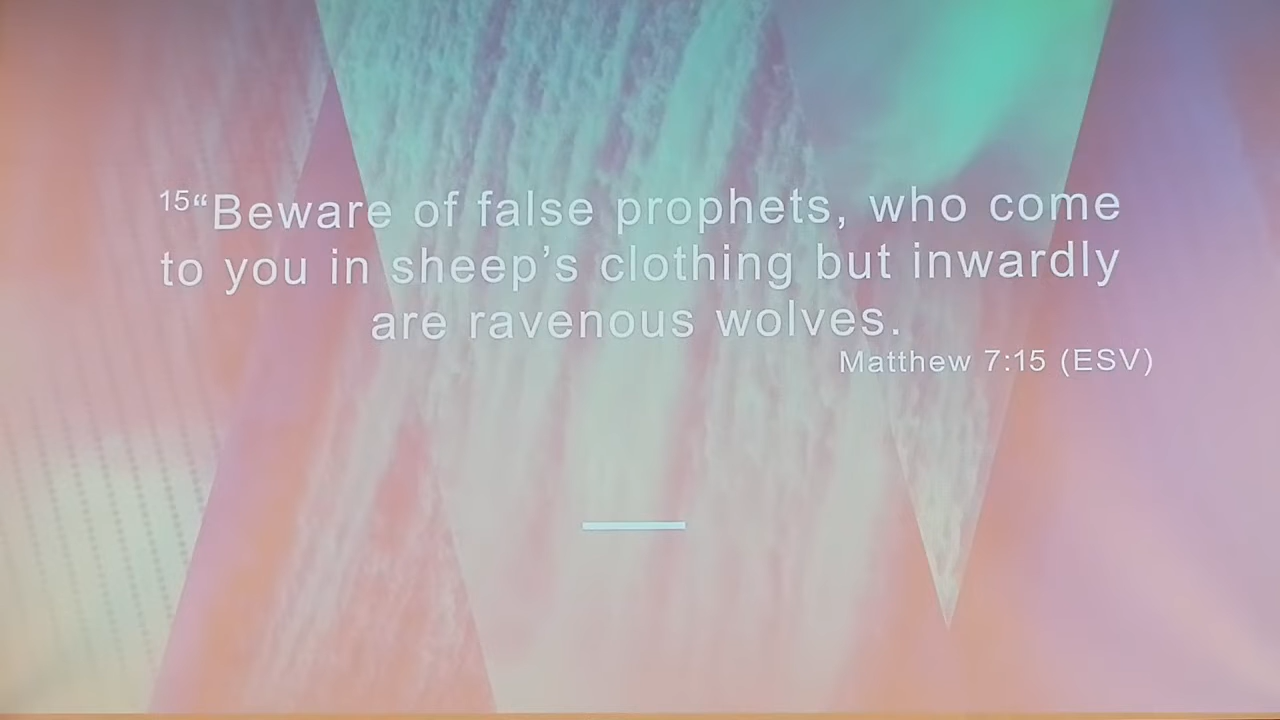 15“Beware of false prophets, who come
to you in sheep’s clothing but inwardly
are ravenous wolves.
Matthew 7:15 (ESV)